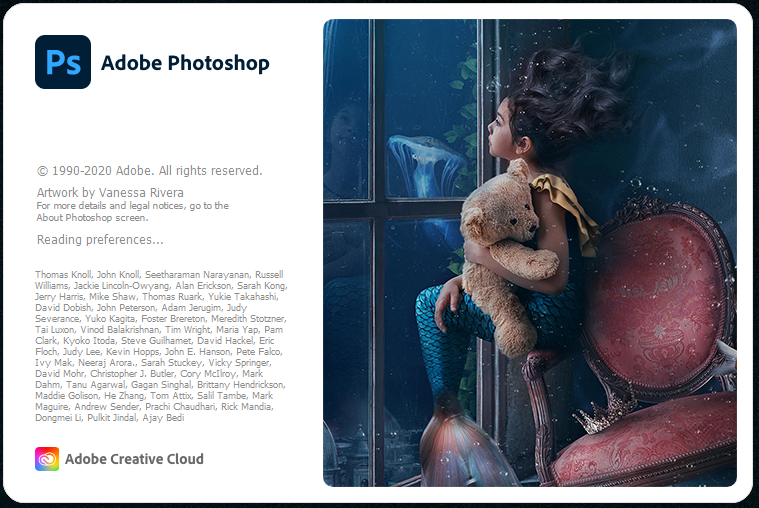 Ps
Adobe Photoshop
© 1990-2020 Adobe. All rights reserved.
Artwork by Vanessa Rivera
For more details and legal notices, go to the
About Photoshop screen.
Reading preferences...
Thomas Knoll, John Knoll, Seetharaman Narayanan, Russell
Williams, Jackie Lincoln-Owyang, Alan Erickson, Sarah Kong,
Jerry Harris, Mike Shaw, Thomas Ruark, Yukie Takahashi,
David Dobish, John Peterson, Adam Jerugim, Judy
Severance, Yuko Kagita, Foster Brereton, Meredith Stotzner,
Tai Luxon, Vinod Balakrishnan, Tim Wright, Maria Yap, Pam
Clark, Kyoko Itoda, Steve Guilhamet, David Hackel, Eric
Floch, Judy Lee, Kevin Hopps, John E. Hanson, Pete Falco,
Ivy Mak, Neeraj Arora., Sarah Stuckey, Vicky Springer,
David Mohr, Christopher J. Butler, Cory McIlroy, Mark
Dahm, Tanu Agarwal, Gagan Singhal, Brittany Hendrickson,
Maddie Golison, He Zhang, Tom Attix, Salil Tambe, Mark
Maguire, Andrew Sender, Prachi Chaudhari, Rick Mandia,
Dongmei Li, Pulkit Jindal, Ajay Bedi
Adobe Creative Cloud